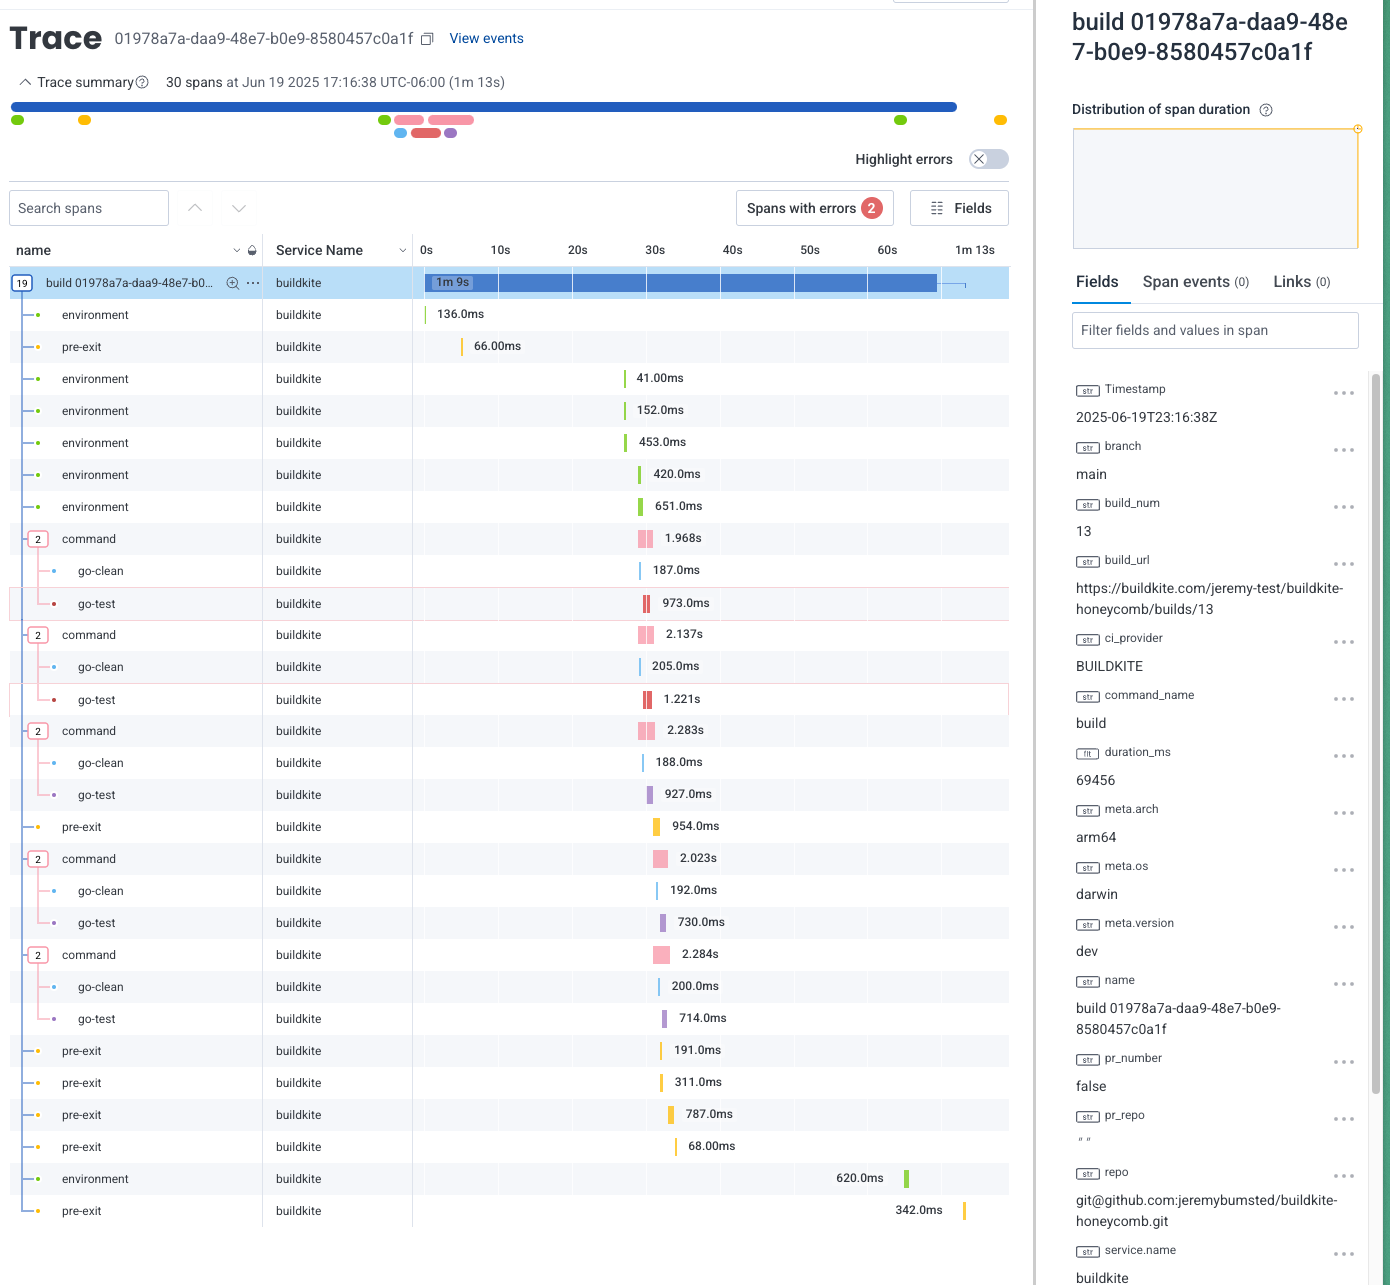 Trace 01978a7a-daa9-48e7-b0e9-8580457c0a1f View events
Trace summary 30 spans at Jun 19 2025 17:16:38 UTC-06:00 (1m 13s)
Highlight errors
Search spans
Spans with errors 2
Fields
name Service Name 0s 10s 20s 30s 40s 50s 60s 1m 13s
19 build 01978a7a-daa9-48e7-b0... buildkite 1m 9s
environment buildkite 136.0ms
pre-exit buildkite 66.00ms
environment buildkite 41.00ms
environment buildkite 152.0ms
environment buildkite 453.0ms
environment buildkite 420.0ms
environment buildkite 651.0ms
2 command buildkite 1.968s
go-clean buildkite 187.0ms
go-test buildkite 973.0ms
2 command buildkite 2.137s
go-clean buildkite 205.0ms
go-test buildkite 1.221s
2 command buildkite 2.283s
go-clean buildkite 188.0ms
go-test buildkite 927.0ms
pre-exit buildkite 954.0ms
2 command buildkite 2.023s
go-clean buildkite 192.0ms
go-test buildkite 730.0ms
2 command buildkite 2.284s
go-clean buildkite 200.0ms
go-test buildkite 714.0ms
pre-exit buildkite 191.0ms
pre-exit buildkite 311.0ms
pre-exit buildkite 787.0ms
pre-exit buildkite 68.00ms
environment buildkite 620.0ms
pre-exit buildkite 342.0ms
build 01978a7a-daa9-48e
7-b0e9-8580457c0a1f
Distribution of span duration
Fields Span events (0) Links (0)
Filter fields and values in span
str Timestamp
2025-06-19T23:16:38Z
str branch
main
str build_num
13
str build_url
https://buildkite.com/jeremy-test/buildkite-
honeycomb/builds/13
str ci_provider
BUILDKITE
str command_name
build
flt duration_ms
69456
str meta.arch
arm64
str meta.os
darwin
str meta.version
dev
str name
build 01978a7a-daa9-48e7-b0e9-
8580457c0a1f
str pr_number
false
str pr_repo
" "
str repo
git@github.com:jeremybumsted/buildkite-
honeycomb.git
str service.name
buildkite